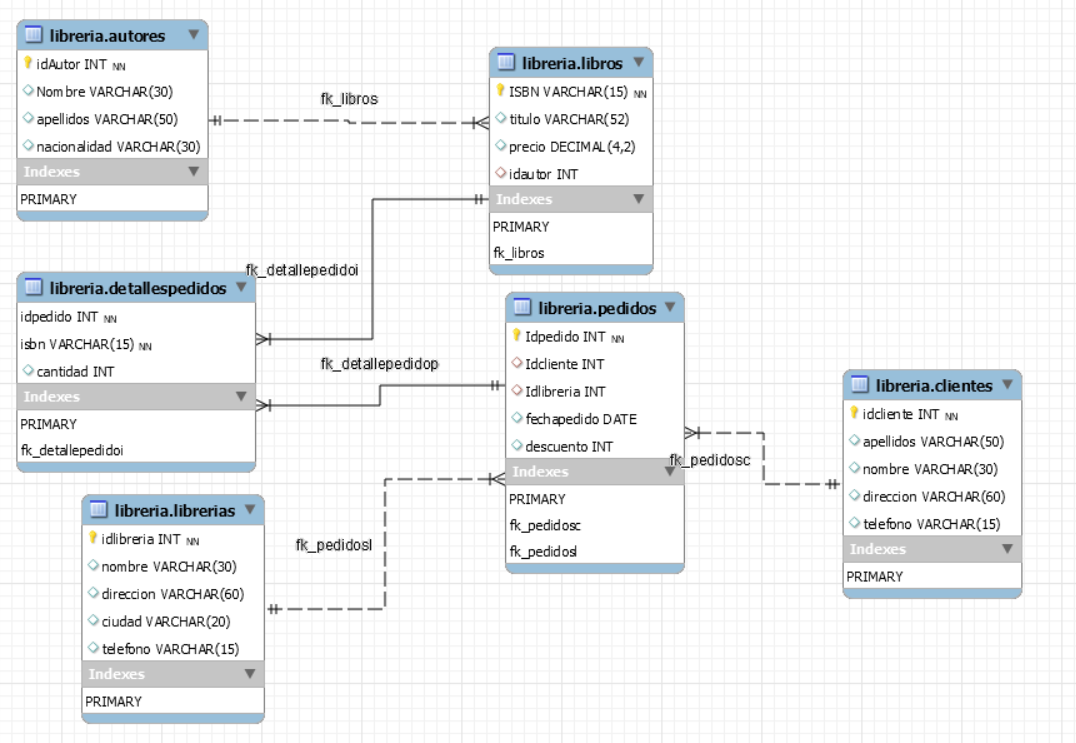 libreria.autores
idAutor INT NN
Nombre VARCHAR(30)
apellidos VARCHAR(50)
nacionalidad VARCHAR(30)
Indexes
PRIMARY
fk_libros
libreria.libros
ISBN VARCHAR(15) NN
titulo VARCHAR(52)
precio DECIMAL(4,2)
idautor INT
Indexes
PRIMARY
fk_libros
fk_detallepedidoi
libreria.detallespedidos
idpedido INT NN
isbn VARCHAR(15) NN
cantidad INT
Indexes
PRIMARY
fk_detallepedidoi
fk_detallepedidop
libreria.pedidos
Idpedido INT NN
Idcliente INT
Idlibreria INT
fechapedido DATE
descuento INT
Indexes
PRIMARY
fk_pedidosc
fk_pedidosl
fk_pedidosc
libreria.clientes
idcliente INT NN
apellidos VARCHAR(50)
nombre VARCHAR(30)
direccion VARCHAR(60)
telefono VARCHAR(15)
Indexes
PRIMARY
libreria.librerias
idlibreria INT NN
nombre VARCHAR(30)
direccion VARCHAR(60)
ciudad VARCHAR(20)
telefono VARCHAR(15)
Indexes
PRIMARY
fk_pedidosl